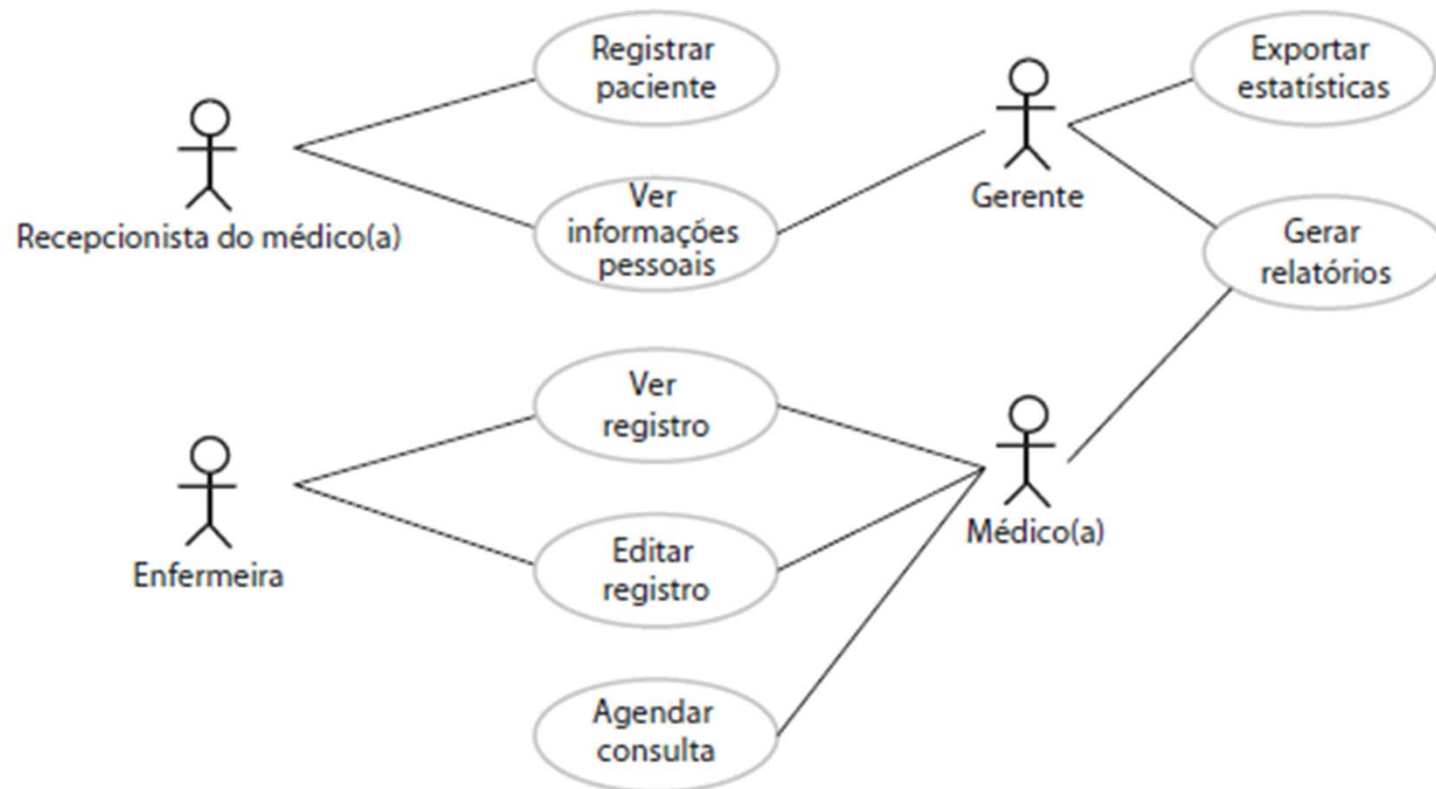 Registrar
paciente
Exportar
estatísticas
Recepcionista do médico(a)
Ver
informações
pessoais
Gerente
Gerar
relatórios
Ver
registro
Enfermeira
Editar
registro
Médico(a)
Agendar
consulta